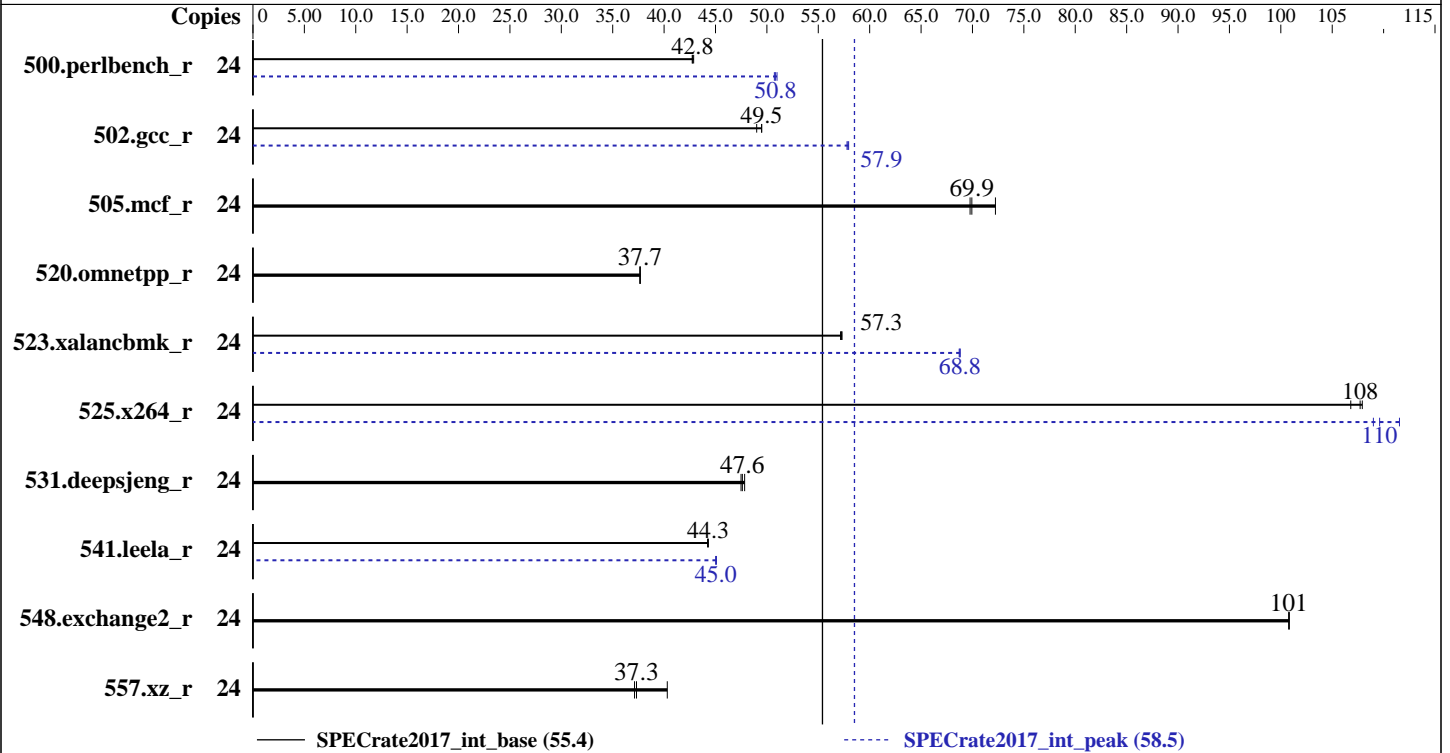 Copies 0 5.00 10.0 15.0 20.0 25.0 30.0 35.0 40.0 45.0 50.0 55.0 60.0 65.0 70.0 75.0 80.0 85.0 90.0 95.0 100 105 115
500.perlbench_r 24 42.8
50.8
502.gcc_r 24 49.5
57.9
505.mcf_r 24 69.9
520.omnetpp_r 24 37.7
523.xalancbmk_r 24 57.3
68.8
525.x264_r 24 108
110
531.deepsjeng_r 24 47.6
541.leela_r 24 44.3
45.0
548.exchange2_r 24 101
557.xz_r 24 37.3
SPECrate2017_int_base (55.4) SPECrate2017_int_peak (58.5)